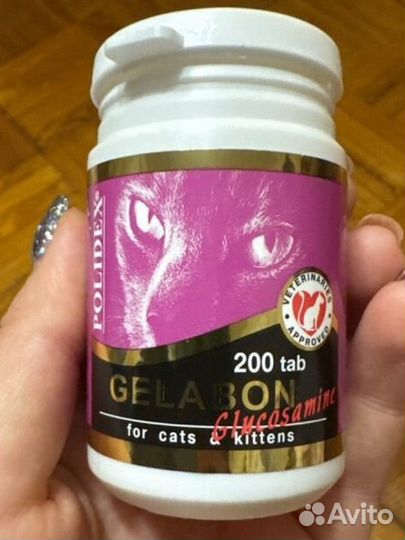 POLIDEX®
VETERINARIES
APPROVED
200 tab
GELABON
Glucosamine
for cats & kittens
Avito